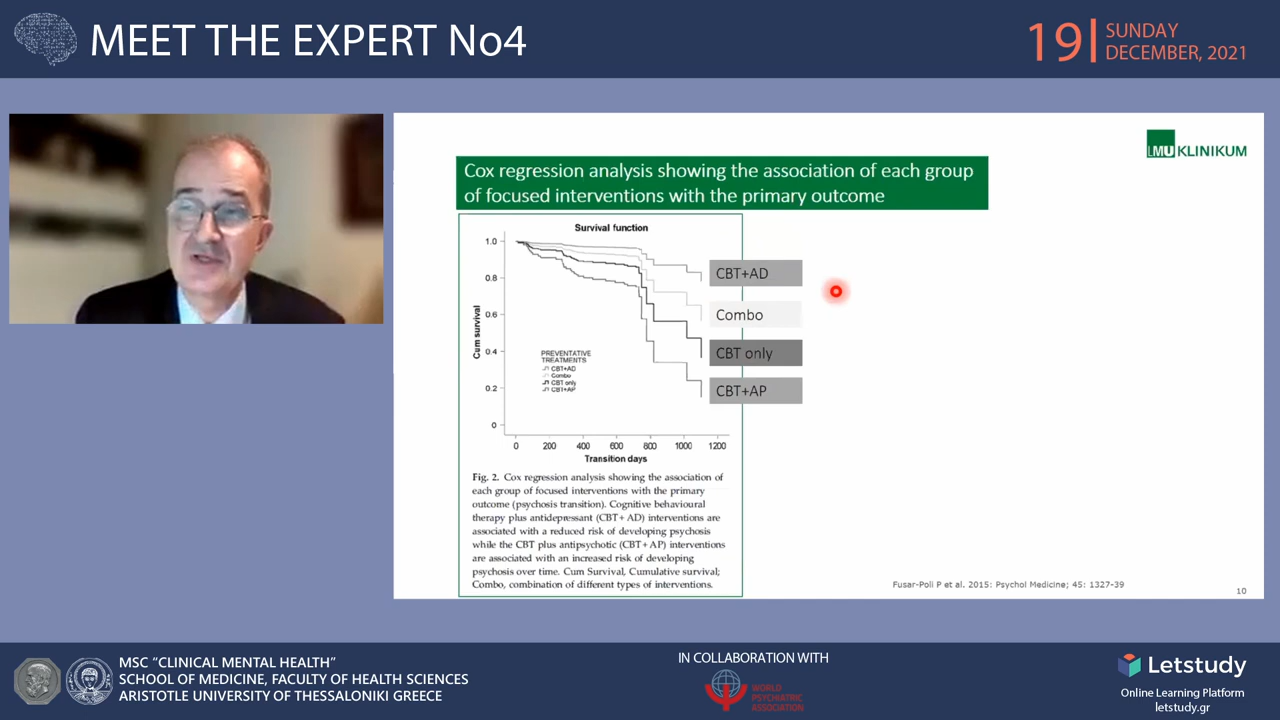 MEET THE EXPERT No4
19
SUNDAY
DECEMBER, 2021
LMU KLINIKUM
Cox regression analysis showing the association of each group
of focused interventions with the primary outcome
Survival function
1.0
0.8
0.6
0.4
0.2
0
Cum survival
PREVENTATIVE
TREATMENTS
CBT+AD
Combo
CBT only
CBT+AP
0 200 400 600 800 1000 1200
Transition days
CBT+AD
Combo
CBT only
CBT+AP
Fig. 2. Cox regression analysis showing the association of
each group of focused interventions with the primary
outcome (psychosis transition). Cognitive behavioural
therapy plus antidepressant (CBT + AD) interventions are
associated with a reduced risk of developing psychosis
while the CBT plus antipsychotic (CBT + AP) interventions
are associated with an increased risk of developing
psychosis over time. Cum Survival, Cumulative survival;
Combo, combination of different types of interventions.
Fusar-Poli P et al. 2015: Psychol Medicine; 45: 1327-39
10
MSC “CLINICAL MENTAL HEALTH”
SCHOOL OF MEDICINE, FACULTY OF HEALTH SCIENCES
ARISTOTLE UNIVERSITY OF THESSALONIKI GREECE
IN COLLABORATION WITH
WORLD
PSYCHIATRIC
ASSOCIATION
Letstudy
Online Learning Platform
letstudy.gr